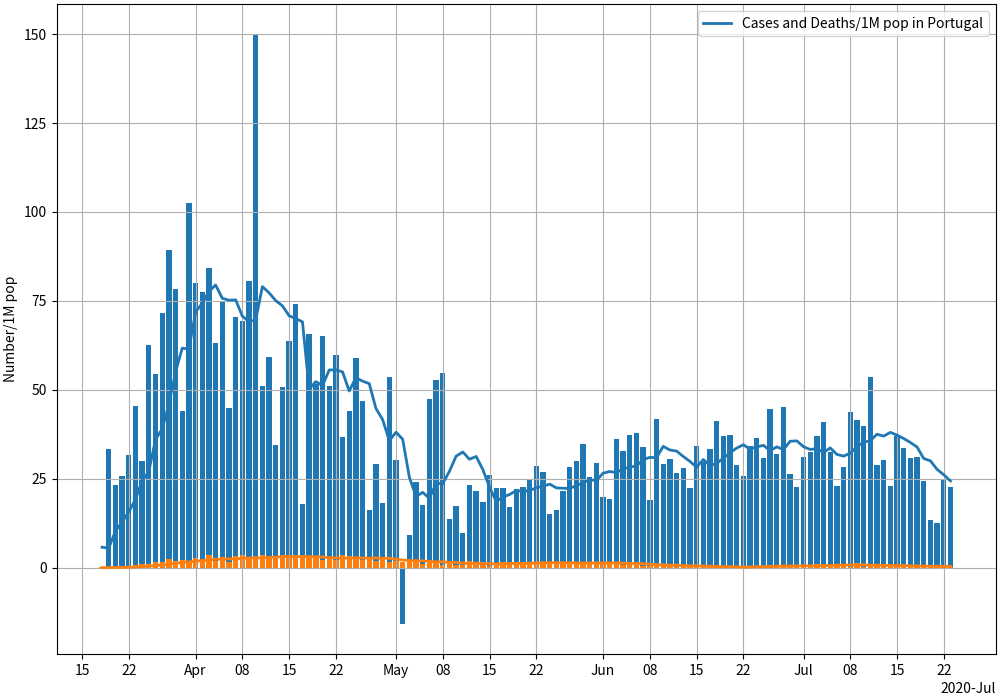 Cases and Deaths/1M pop in Portugal
Number/1M pop
150
125
100
75
50
25
0
15 22 Apr 08 15 22 May 08 15 22 Jun 08 15 22 Jul 08 15 22
2020-Jul